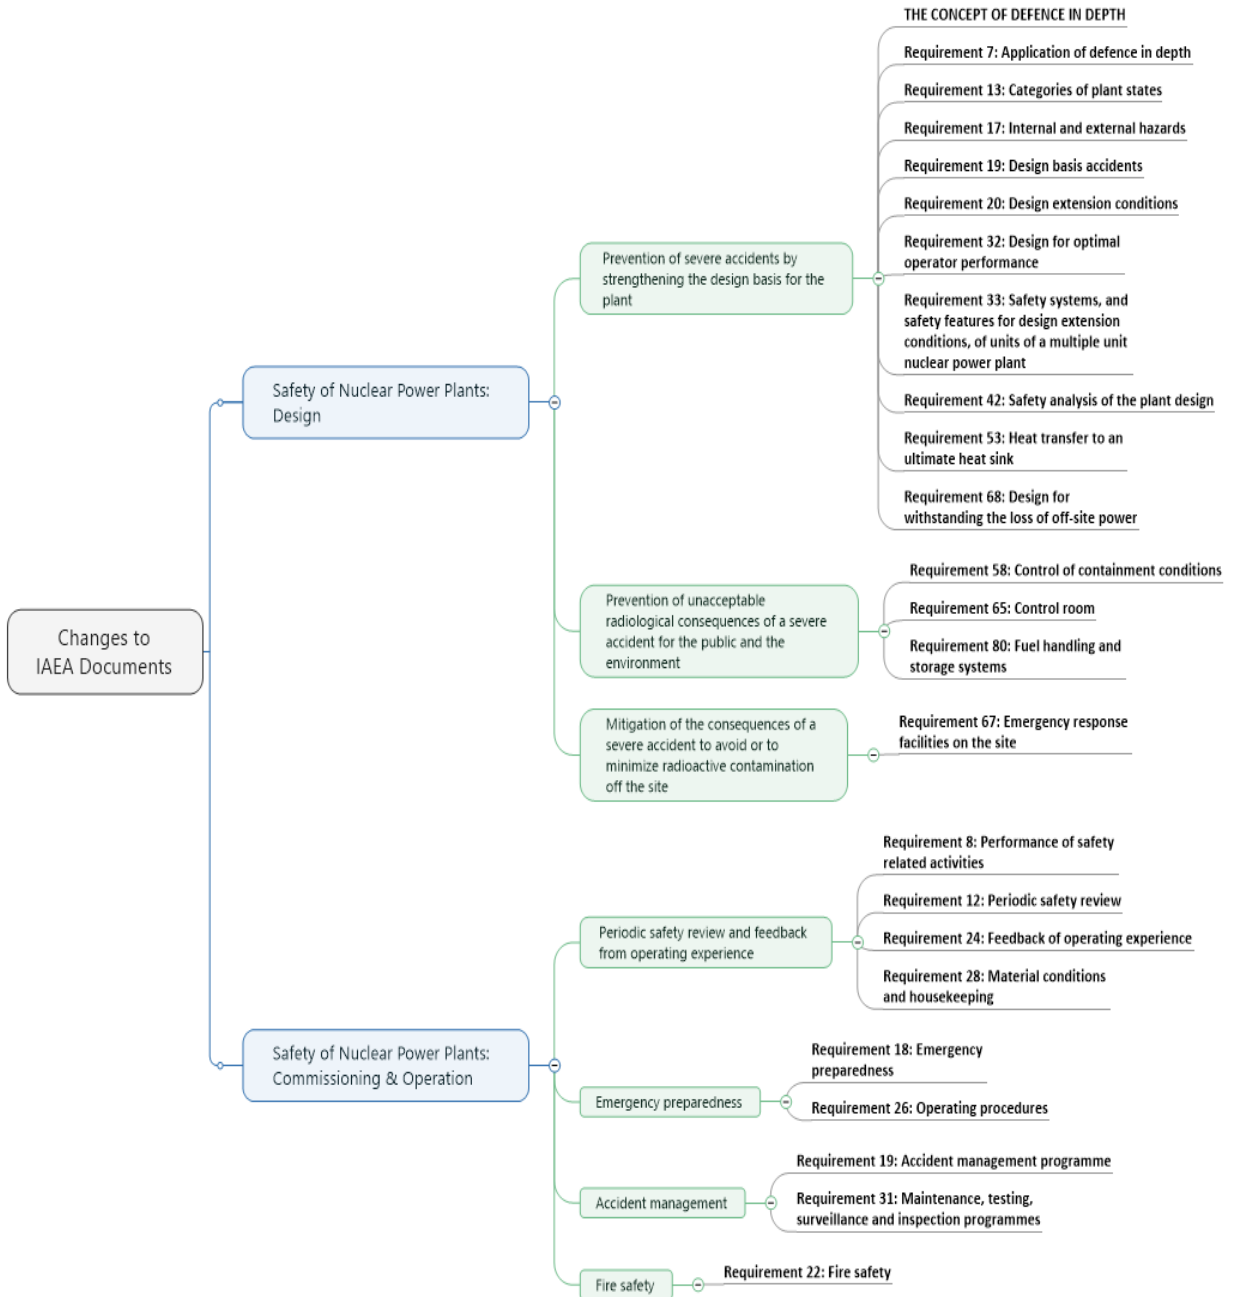 THE CONCEPT OF DEFENCE IN DEPTH
Requirement 7: Application of defence in depth
Requirement 13: Categories of plant states
Requirement 17: Internal and external hazards
Requirement 19: Design basis accidents
Requirement 20: Design extension conditions
Requirement 32: Design for optimal
operator performance
Requirement 33: Safety systems, and
safety features for design extension
conditions, of units of a multiple unit
nuclear power plant
Requirement 42: Safety analysis of the plant design
Requirement 53: Heat transfer to an
ultimate heat sink
Requirement 68: Design for
withstanding the loss of off-site power
Prevention of severe accidents by
strengthening the design basis for the
plant
Safety of Nuclear Power Plants:
Design
Requirement 58: Control of containment conditions
Requirement 65: Control room
Requirement 80: Fuel handling and
storage systems
Prevention of unacceptable
radiological consequences of a severe
accident for the public and the
environment
Changes to
IAEA Documents
Mitigation of the consequences of a
severe accident to avoid or to
minimize radioactive contamination
off the site
Requirement 67: Emergency response
facilities on the site
Requirement 8: Performance of safety
related activities
Requirement 12: Periodic safety review
Requirement 24: Feedback of operating experience
Requirement 28: Material conditions
and housekeeping
Periodic safety review and feedback
from operating experience
Safety of Nuclear Power Plants:
Commissioning & Operation
Requirement 18: Emergency
preparedness
Requirement 26: Operating procedures
Emergency preparedness
Requirement 19: Accident management programme
Requirement 31: Maintenance, testing,
surveillance and inspection programmes
Accident management
Requirement 22: Fire safety
Fire safety